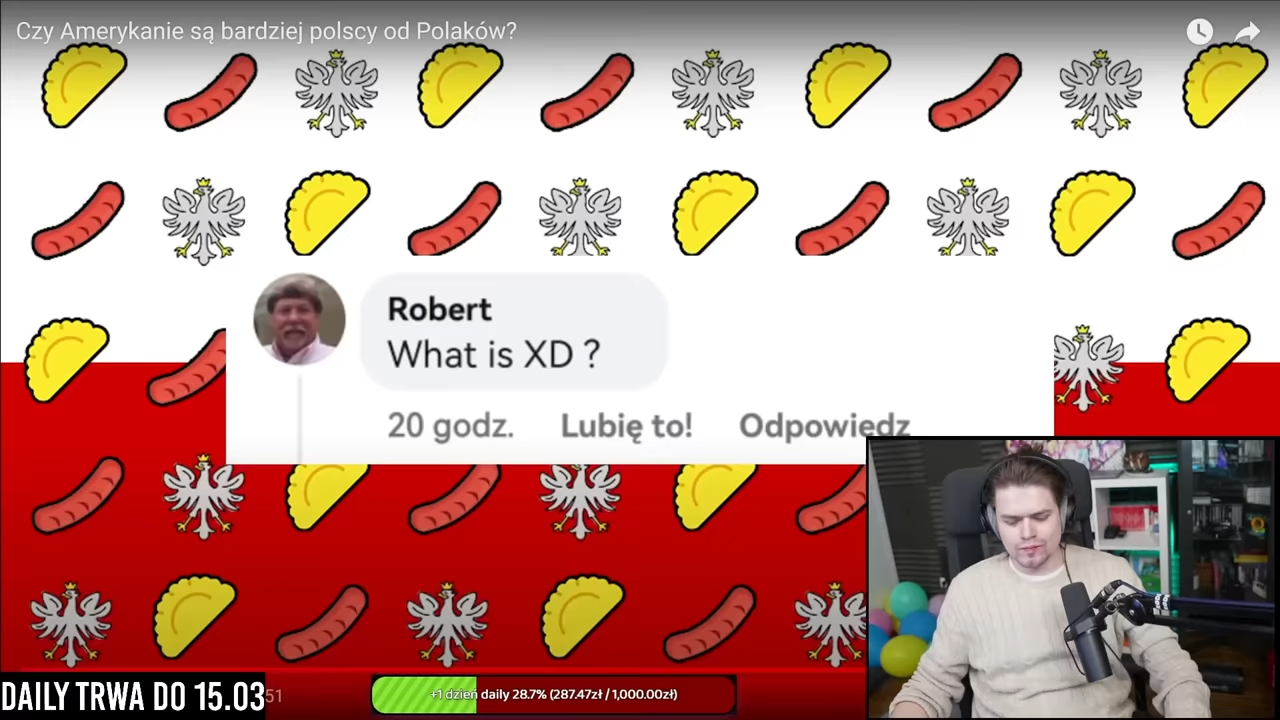 Czy Amerykanie są bardziej polscy od Polaków?
Robert
What is XD ?
20 godz. Lubię to! Odpowiedz
DAILY TRWA DO 15.03
51
+1 dzień daily 28.7% (287.47zł / 1,000.00zł)